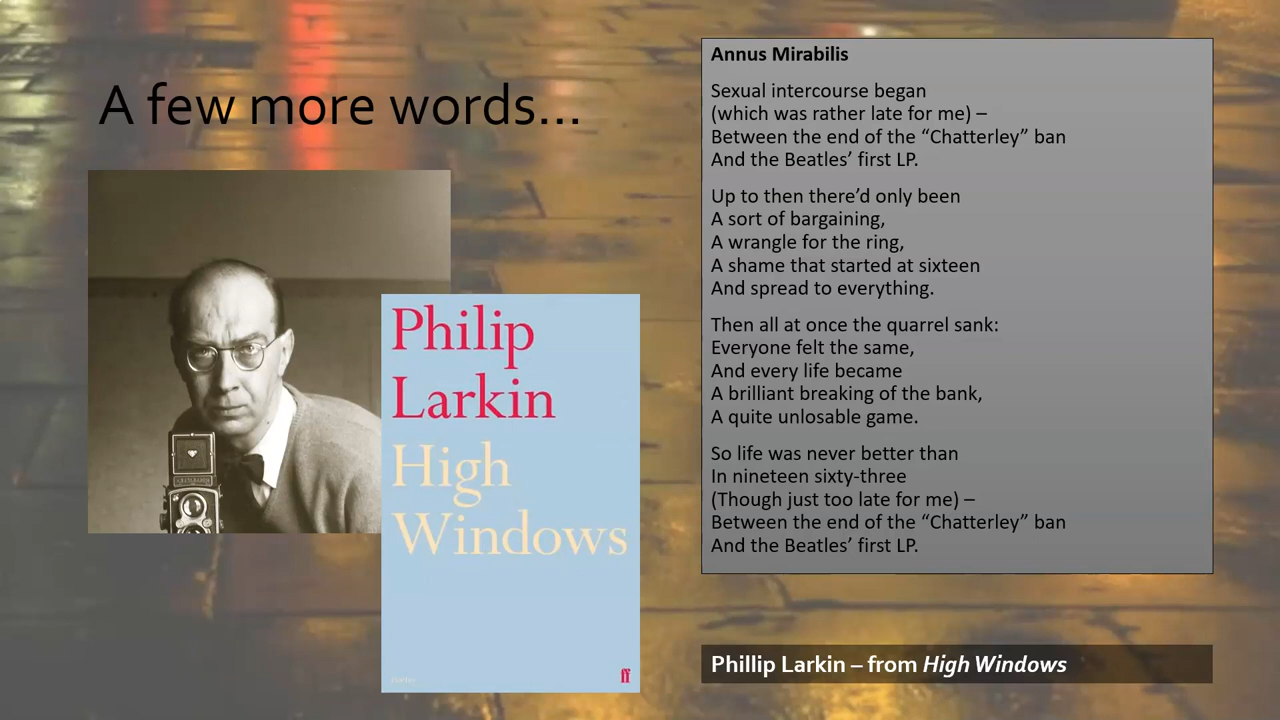 A few more words...
Philip
Larkin
High
Windows
ff
Annus Mirabilis
Sexual intercourse began
(which was rather late for me) –
Between the end of the “Chatterley” ban
And the Beatles’ first LP.
Up to then there’d only been
A sort of bargaining,
A wrangle for the ring,
A shame that started at sixteen
And spread to everything.
Then all at once the quarrel sank:
Everyone felt the same,
And every life became
A brilliant breaking of the bank,
A quite unlosable game.
So life was never better than
In nineteen sixty-three
(Though just too late for me) –
Between the end of the “Chatterley” ban
And the Beatles’ first LP.
Phillip Larkin – from High Windows